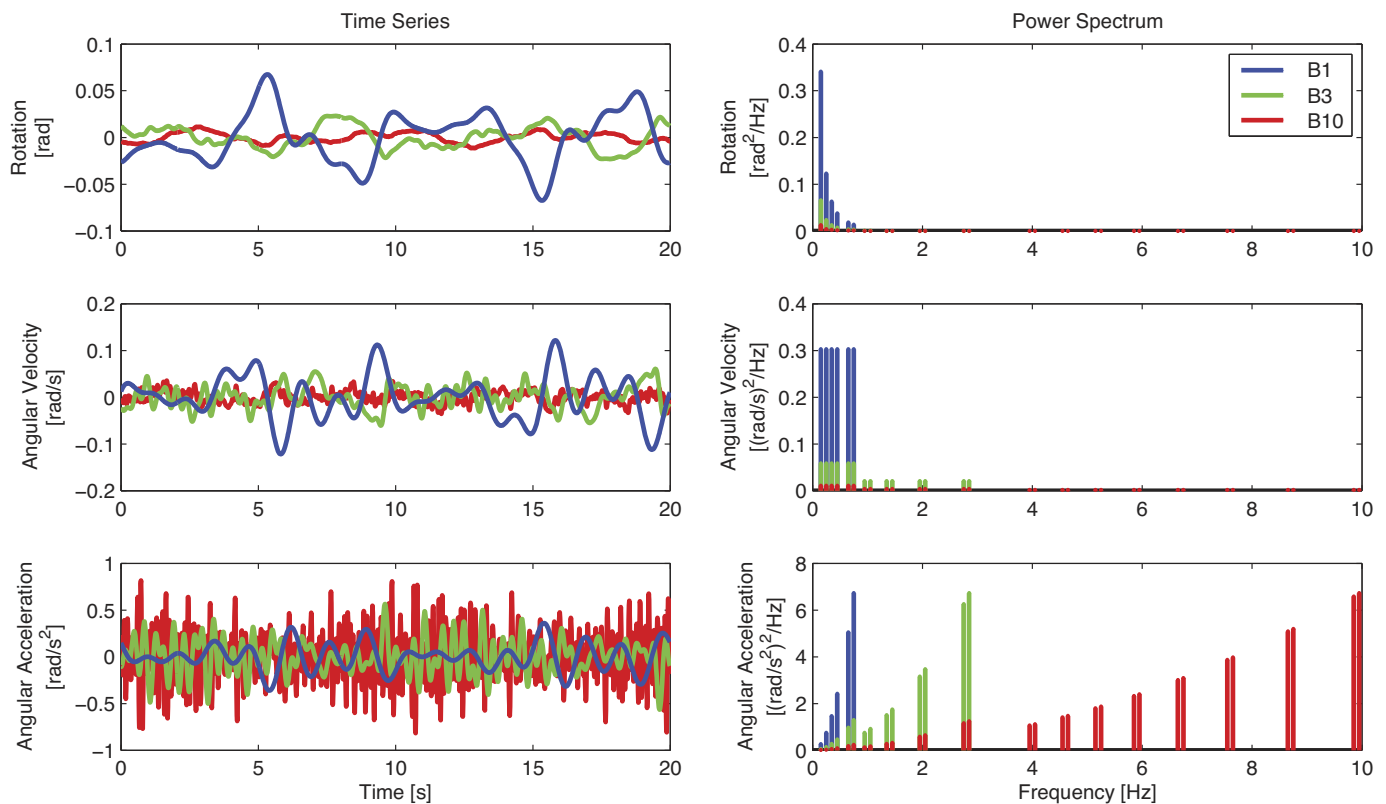 Time Series
Power Spectrum
Rotation
[rad]
0.1
0.05
0
−0.05
−0.1
0 5 10 15 20
Rotation
[rad²/Hz]
0.4
0.3
0.2
0.1
0
0 2 4 6 8 10
B1
B3
B10
Angular Velocity
[rad/s]
0.2
0.1
0
−0.1
−0.2
0 5 10 15 20
Angular Velocity
[(rad/s)²/Hz]
0.4
0.3
0.2
0.1
0
0 2 4 6 8 10
Angular Acceleration
[rad/s²]
1
0.5
0
−0.5
−1
0 5 10 15 20
Time [s]
Angular Acceleration
[(rad/s²)²/Hz]
8
6
4
2
0
0 2 4 6 8 10
Frequency [Hz]